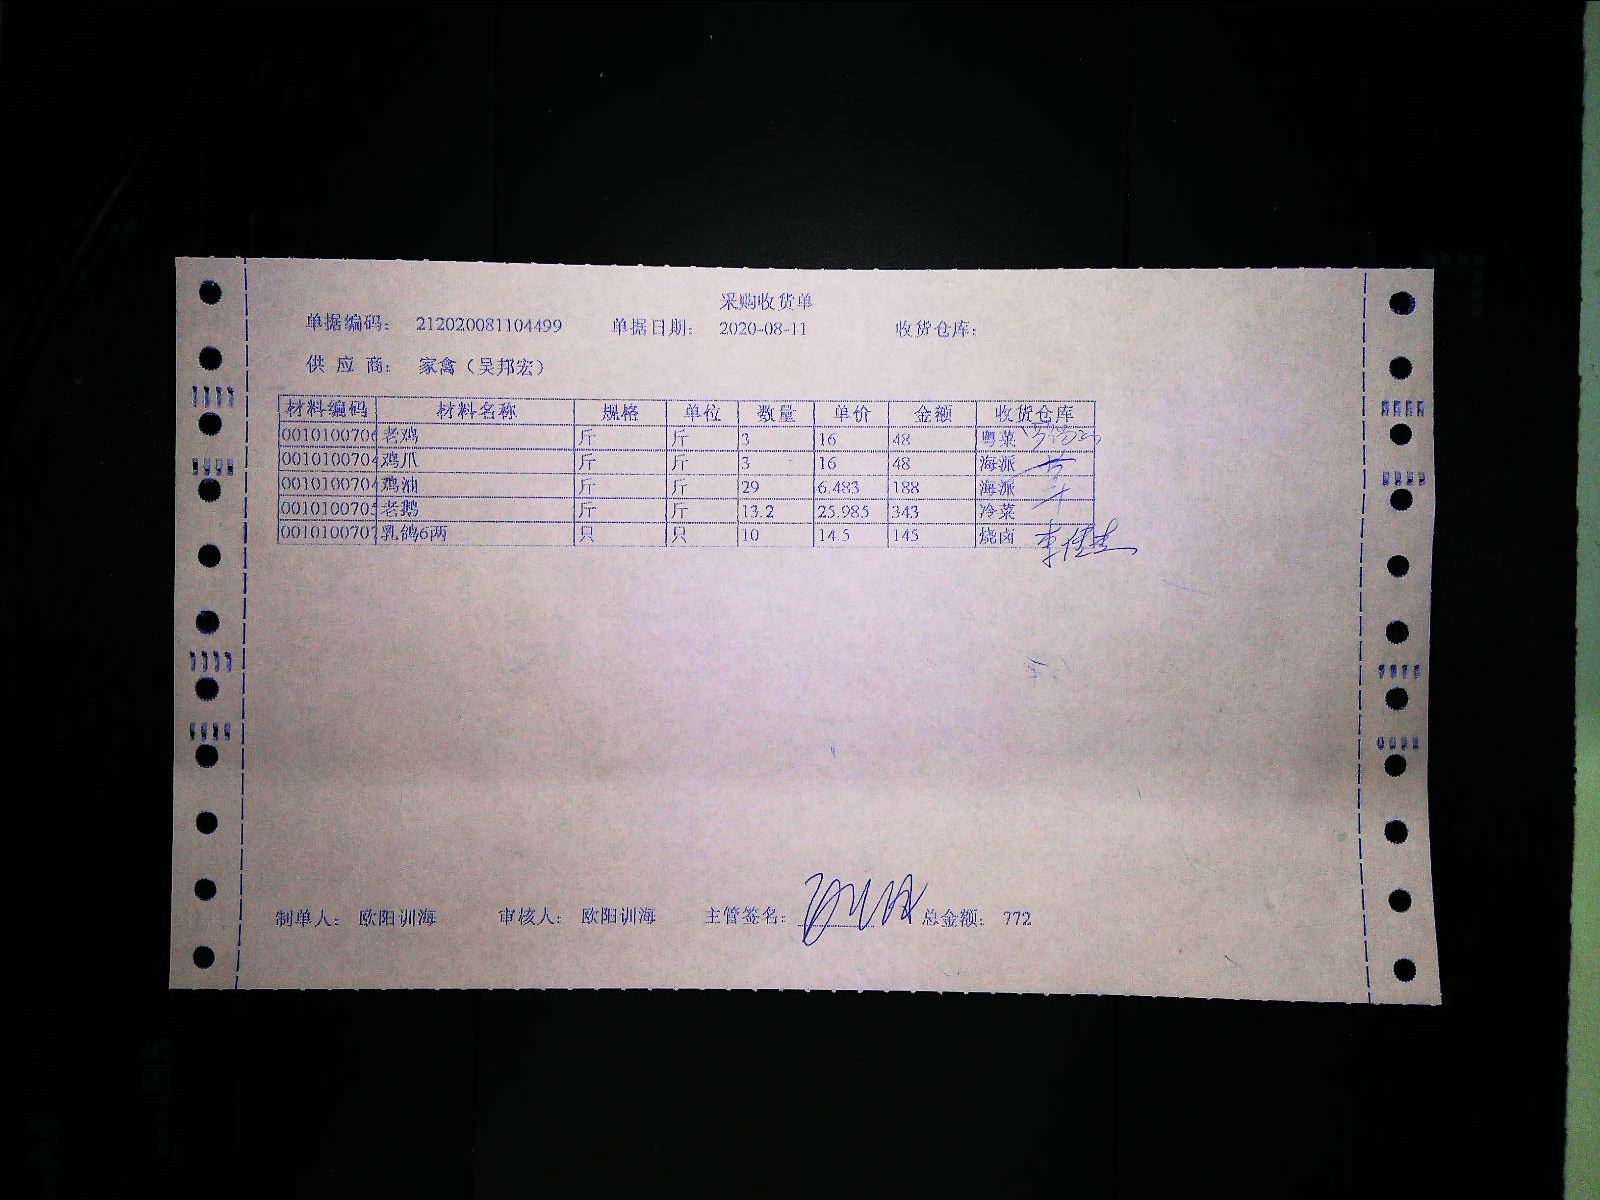 采购收货单
单据编码： 212020081104499 单据日期： 2020-08-11 收货仓库：
供 应 商： 家禽（吴邦宏）
材料编码 材料名称 规格 单位 数量 单价 金额 收货仓库
0010100706 老鸡 斤 斤 3 16 48 粤菜
0010100704 鸡爪 斤 斤 3 16 48 海派
0010100704 鸡油 斤 斤 29 6.483 188 海派
0010100705 老鹅 斤 斤 13.2 25.985 343 冷菜
0010100707 乳鸽6两 只 只 10 14.5 145 烧卤
制单人： 欧阳训海 审核人： 欧阳训海 主管签名： 总金额： 772